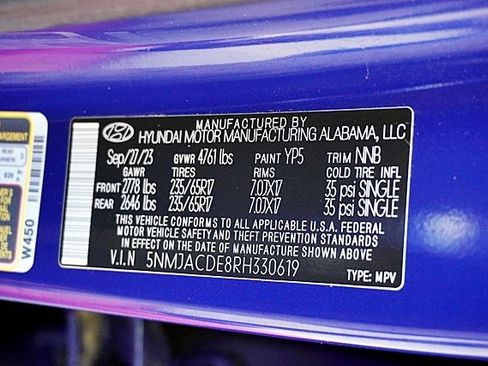 MANUFACTURED BY
HYUNDAI MOTOR MANUFACTURING ALABAMA, LLC
Sep/27/23 GVWR 4761 lbs PAINT YP5 TRIM NNB
GAWR TIRES RIMS COLD TIRE INFL
FRONT 2778 lbs 235/65R17 7.0JX17 35 psi SINGLE
REAR 2646 lbs 235/65R17 7.0JX17 35 psi SINGLE
THIS VEHICLE CONFORMS TO ALL APPLICABLE U.S.A. FEDERAL
MOTOR VEHICLE SAFETY AND THEFT PREVENTION STANDARDS
IN EFFECT ON THE DATE OF MANUFACTURE SHOWN ABOVE
V.I.N 5NMJACDE8RH330619
TYPE: MPV
W450